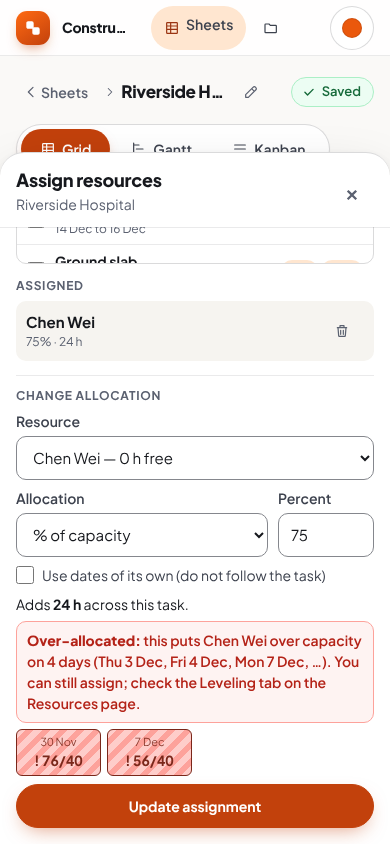 Constru…
Sheets
Sheets
Riverside H…
Saved
Grid
Gantt
Kanban
Assign resources
Riverside Hospital
14 Dec to 16 Dec
Ground slab
ASSIGNED
Chen Wei
75% · 24 h
CHANGE ALLOCATION
Resource
Chen Wei — 0 h free
Allocation
Percent
% of capacity
75
Use dates of its own (do not follow the task)
Adds 24 h across this task.
Over-allocated: this puts Chen Wei over capacity
on 4 days (Thu 3 Dec, Fri 4 Dec, Mon 7 Dec, …). You
can still assign; check the Leveling tab on the
Resources page.
30 Nov
! 76/40
7 Dec
! 56/40
Update assignment